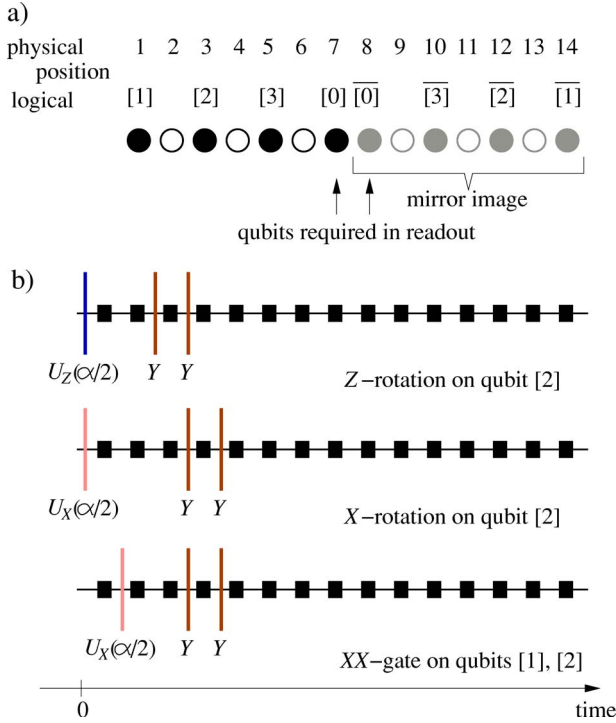 a)
physical 1 2 3 4 5 6 7 8 9 10 11 12 13 14
position
logical [1] [2] [3] [0] [0̅] [3̅] [2̅] [1̅]
mirror image
qubits required in readout
b)
U_Z(α/2) Y Y
Z−rotation on qubit [2]
U_X(α/2) Y Y
X−rotation on qubit [2]
U_X(α/2) Y Y
XX−gate on qubits [1], [2]
0 time